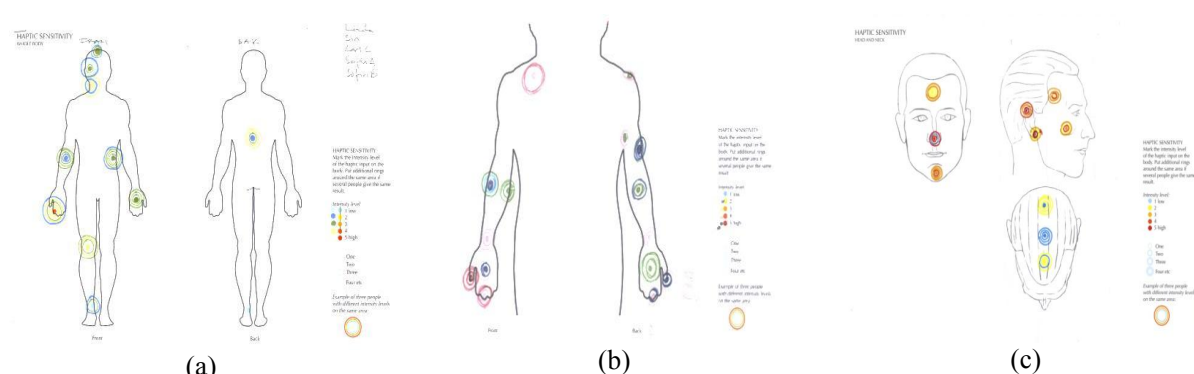 HAPTIC SENSITIVITY
WHOLE BODY
HAPTIC SENSITIVITY
Mark the intensity level
of the haptic input on the
body. Put additional rings
around the same area if
several people give the same
result.
Intensity level
1 low
2
3
4
5 high
One
Two
Three
Four etc
Example of three people
with different intensity levels
on the same area
Front
Back
(a)
HAPTIC SENSITIVITY
Mark the intensity level
of the haptic input on the
body. Put additional rings
around the same area if
several people give the same
result.
Intensity level
1 low
2
3
4
5 high
One
Two
Three
Four etc
Example of three people
with different intensity levels
on the same area
Front
Back
(b)
HAPTIC SENSITIVITY
HEAD AND NECK
HAPTIC SENSITIVITY
Mark the intensity level
of the haptic input on the
body. Put additional rings
around the same area if
several people give the same
result.
Intensity level
1 low
2
3
4
5 high
One
Two
Three
Four etc
Example of three people
with different intensity levels
on the same area
(c)